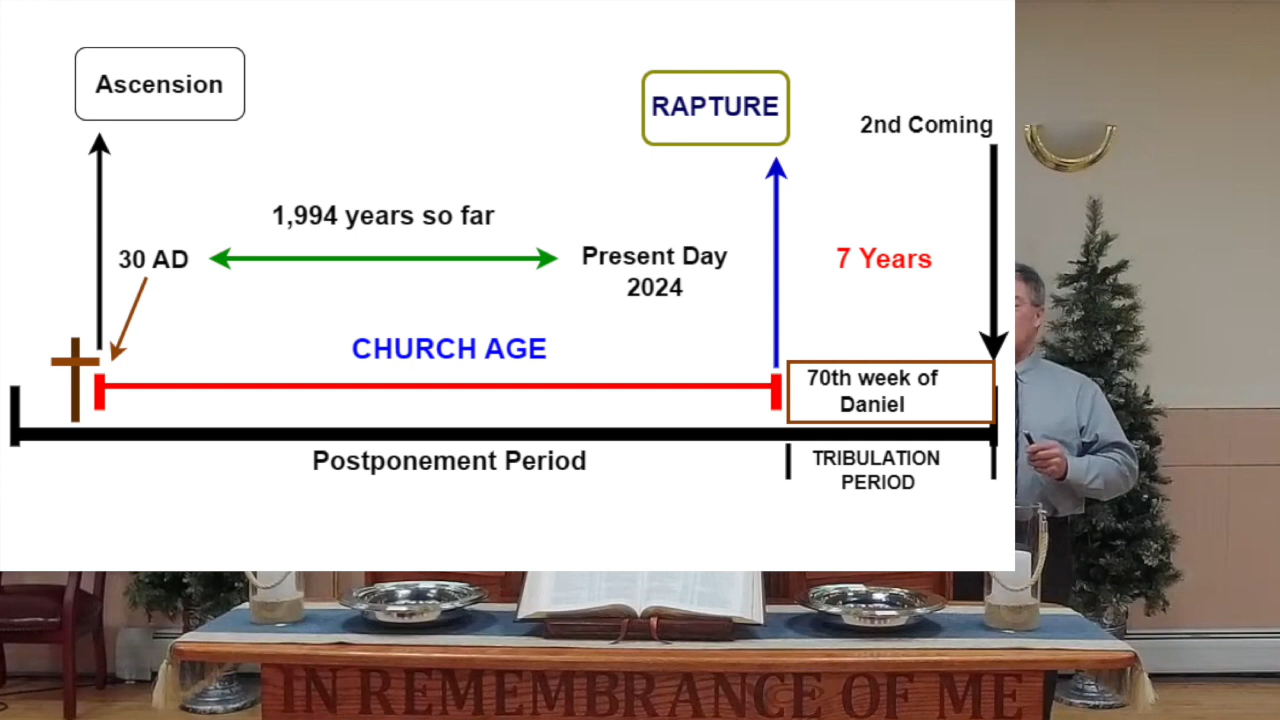 Ascension
RAPTURE
2nd Coming
1,994 years so far
30 AD
Present Day
2024
7 Years
CHURCH AGE
70th week of
Daniel
Postponement Period
TRIBULATION
PERIOD
IN REMEMBRANCE OF ME